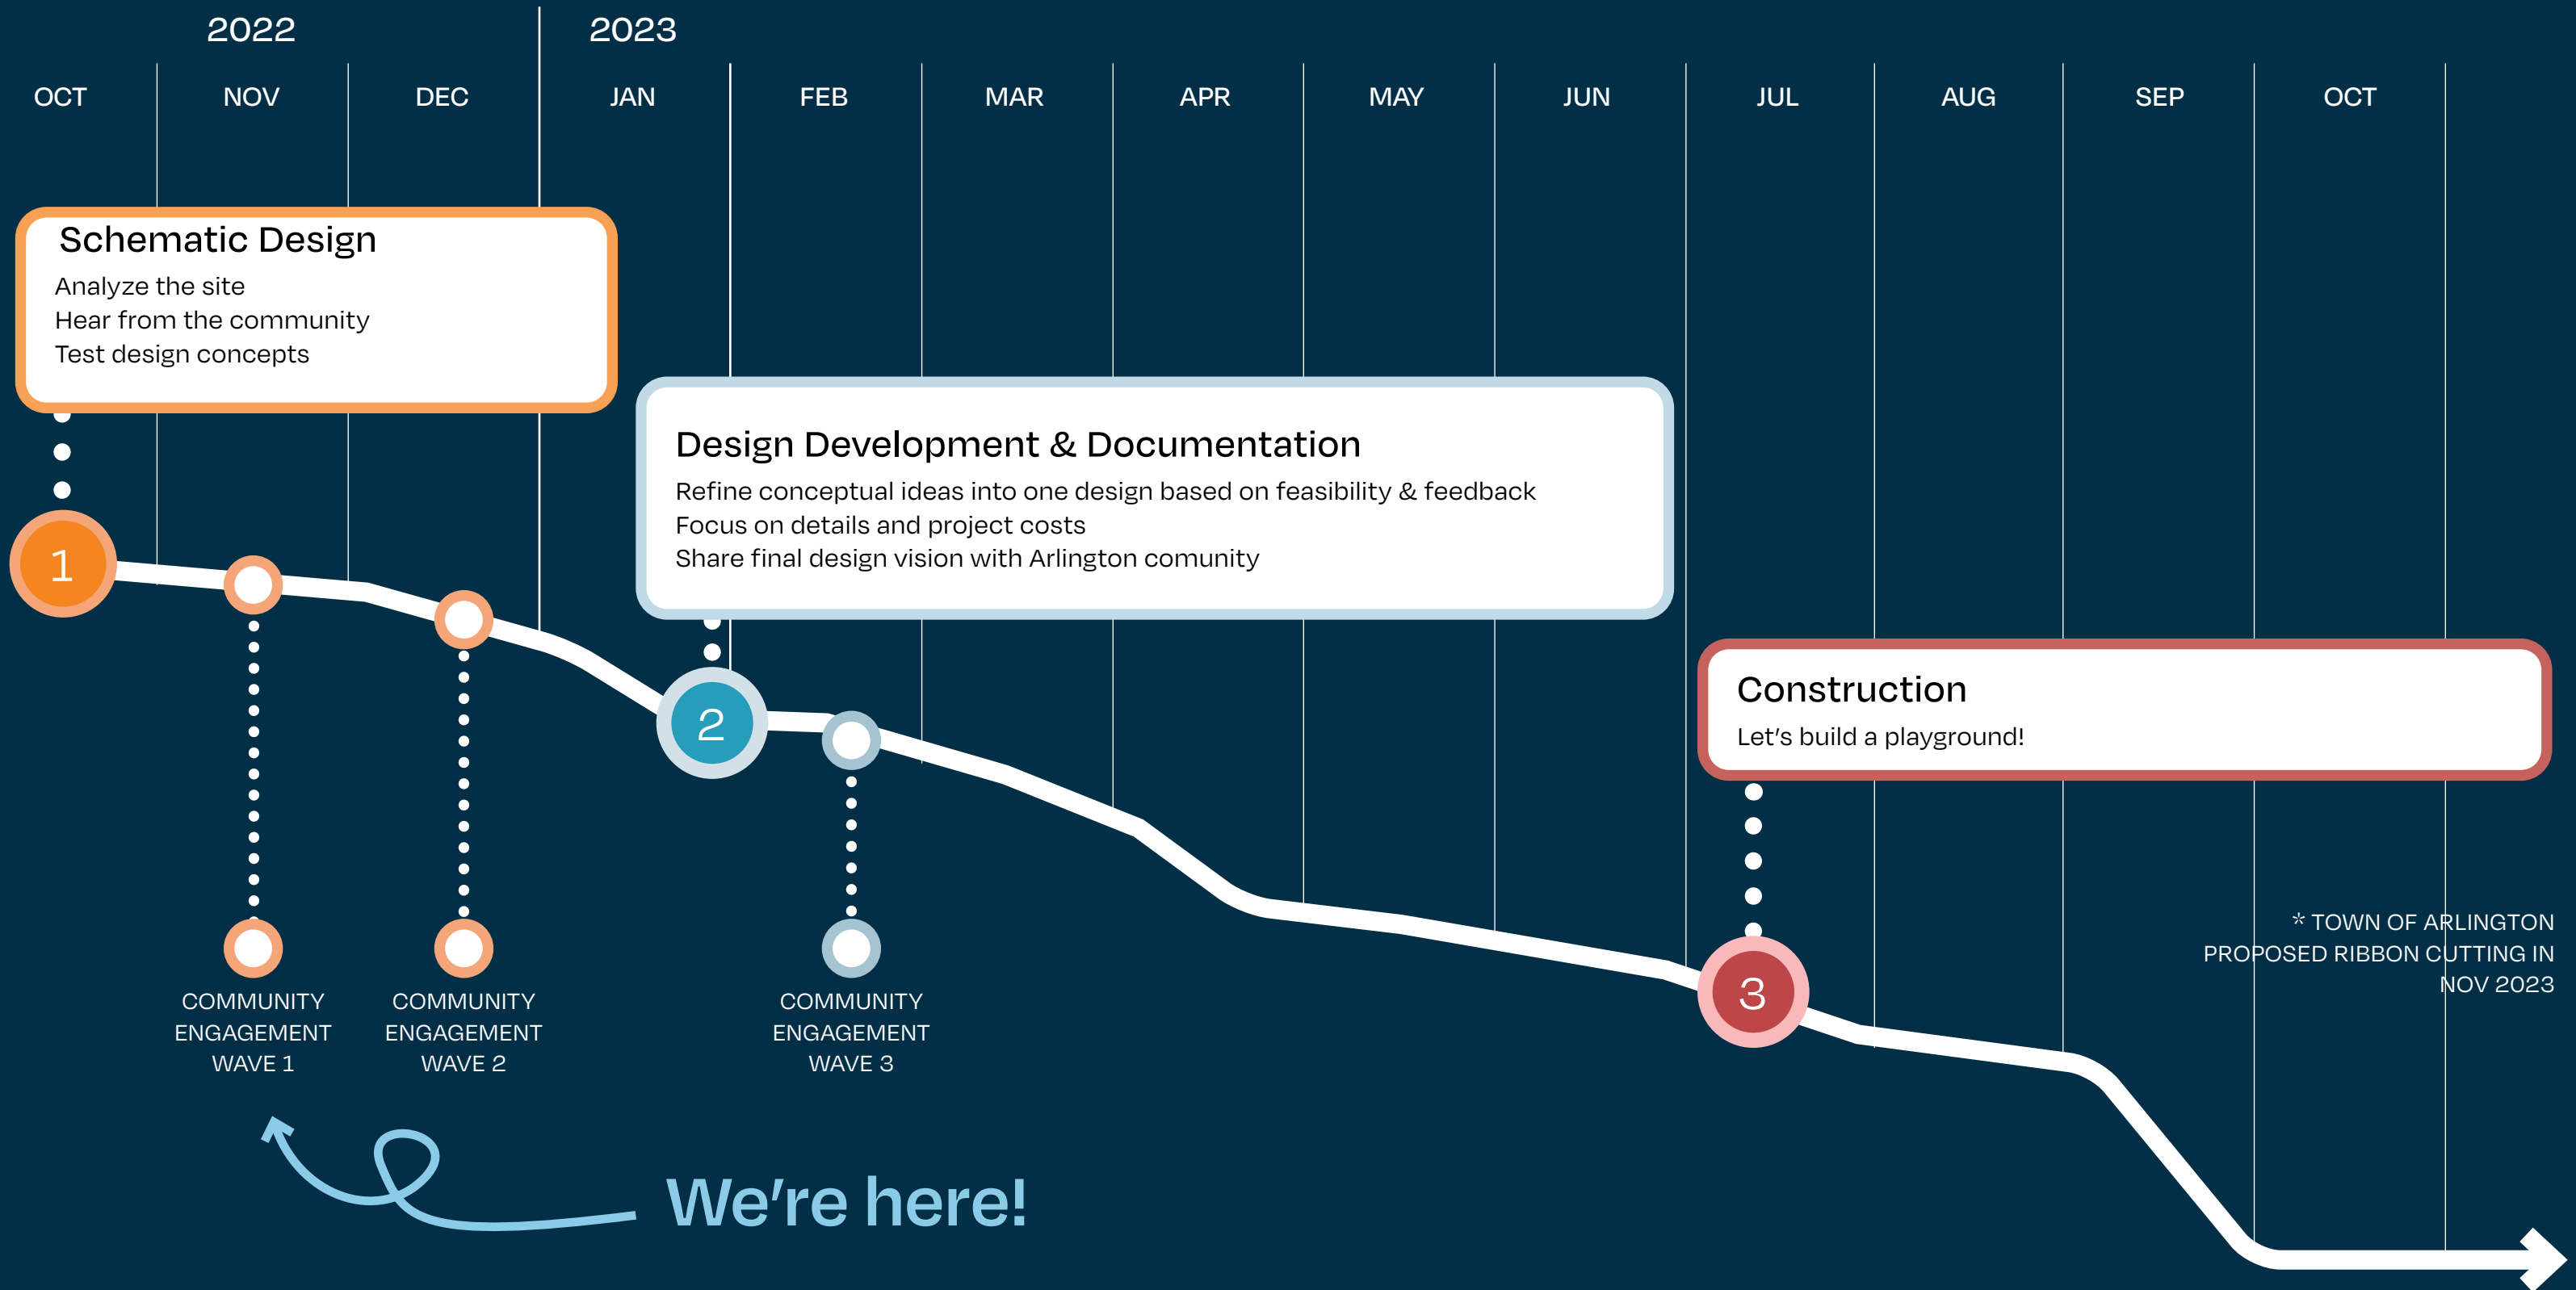 2022
2023
OCT NOV DEC JAN FEB MAR APR MAY JUN JUL AUG SEP OCT
Schematic Design
Analyze the site
Hear from the community
Test design concepts
Design Development & Documentation
Refine conceptual ideas into one design based on feasibility & feedback
Focus on details and project costs
Share final design vision with Arlington comunity
Construction
Let's build a playground!
1
2
3
* TOWN OF ARLINGTON
PROPOSED RIBBON CUTTING IN
NOV 2023
COMMUNITY
ENGAGEMENT
WAVE 1
COMMUNITY
ENGAGEMENT
WAVE 2
COMMUNITY
ENGAGEMENT
WAVE 3
We're here!